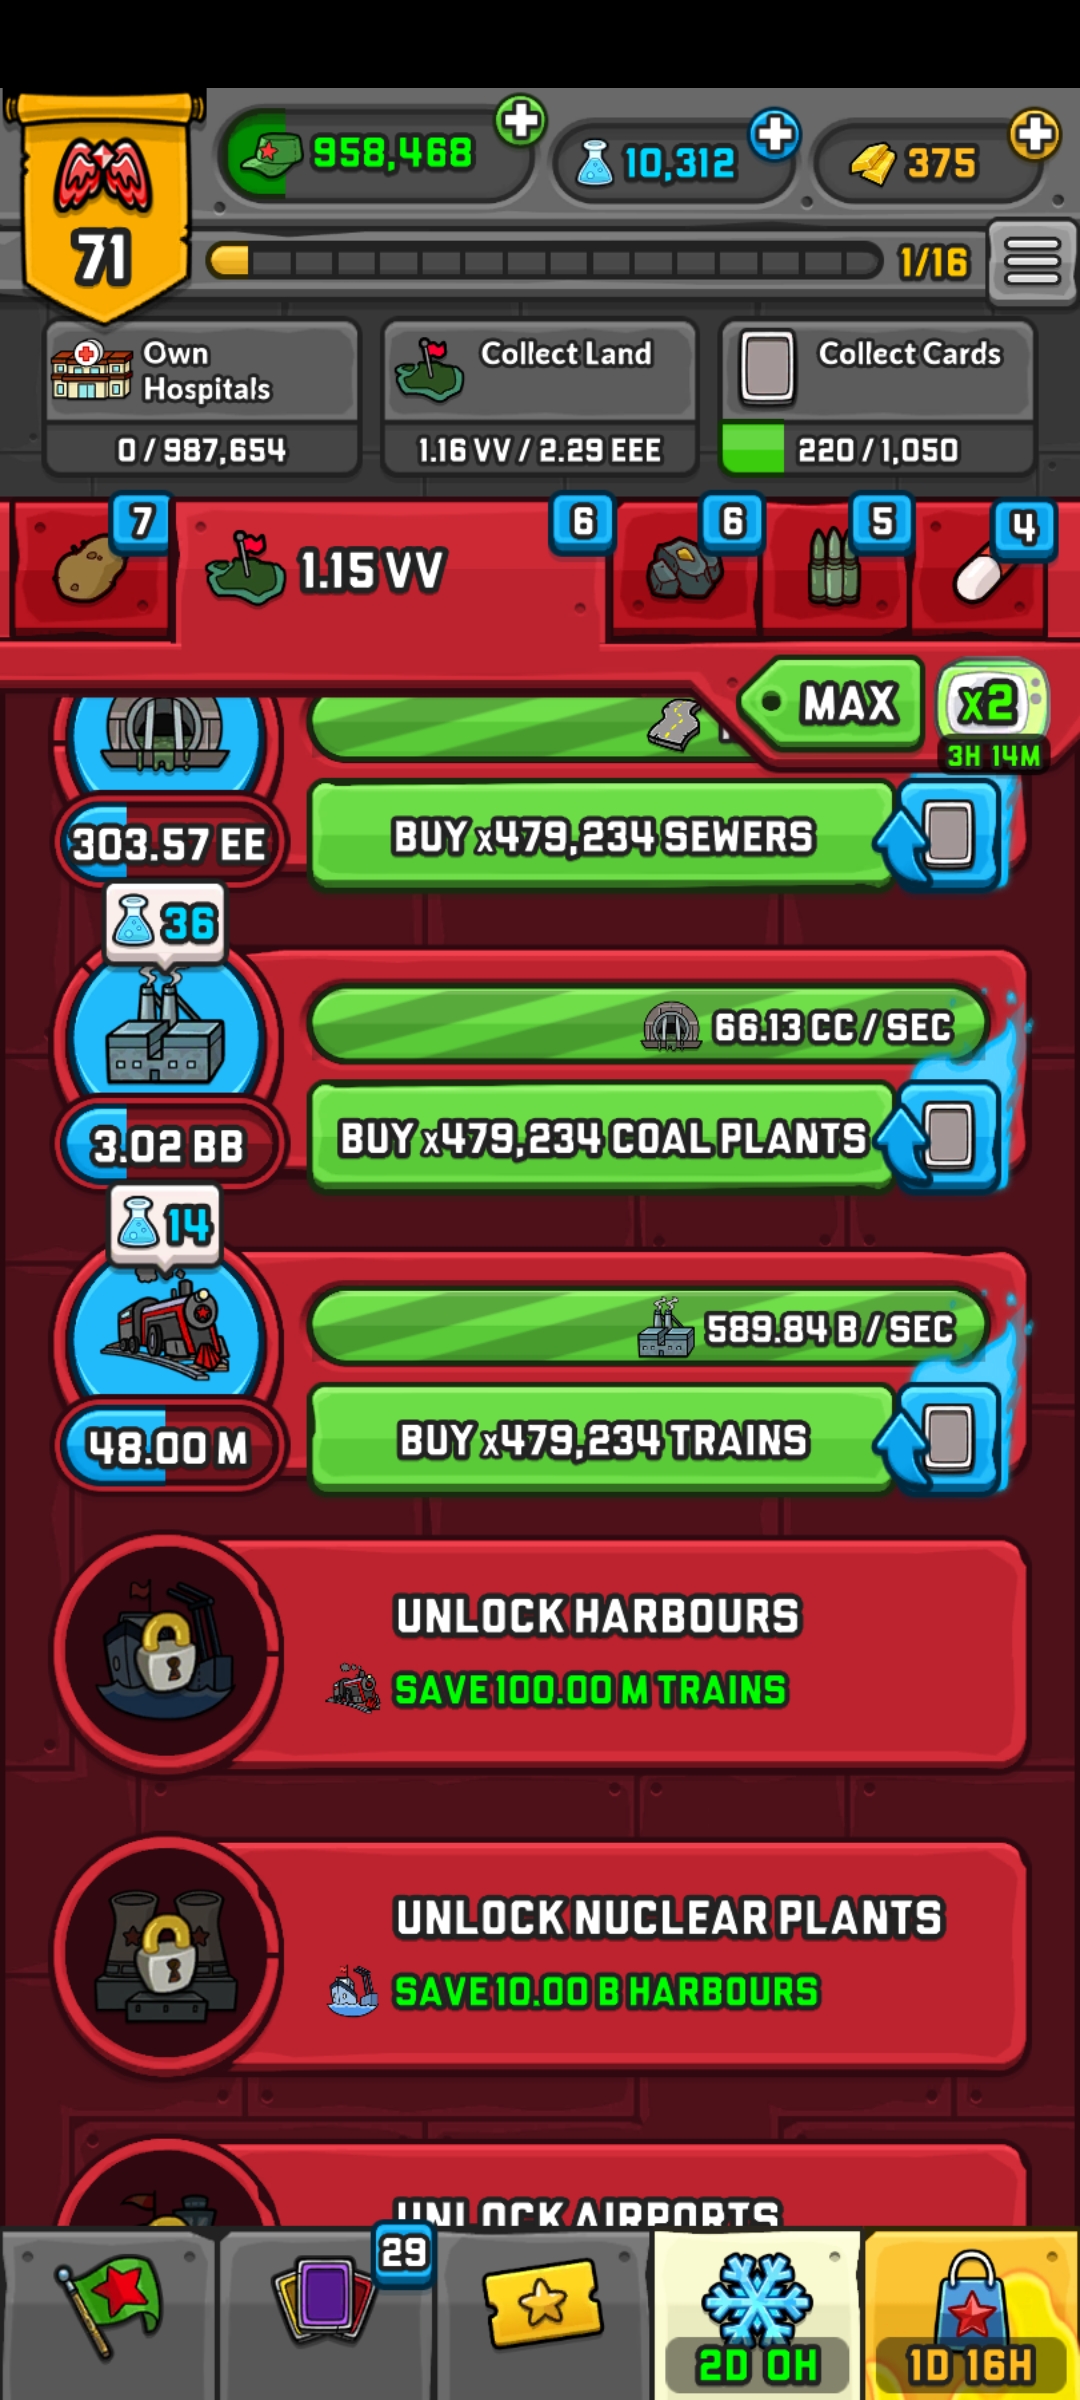 958,468
10,312
375
71
1/16
Own
Hospitals
0 / 987,654
Collect Land
1.16 VV / 2.29 EEE
Collect Cards
220 / 1,050
7
1.15 VV
6
6
5
4
MAX
x2
3H 14M
303.57 EE
BUY x479,234 SEWERS
36
66.13 CC / SEC
3.02 BB
BUY x479,234 COAL PLANTS
14
589.84 B / SEC
48.00 M
BUY x479,234 TRAINS
UNLOCK HARBOURS
SAVE 100.00 M TRAINS
UNLOCK NUCLEAR PLANTS
SAVE 10.00 B HARBOURS
UNLOCK AIRPORTS
29
2D 0H
1D 16H